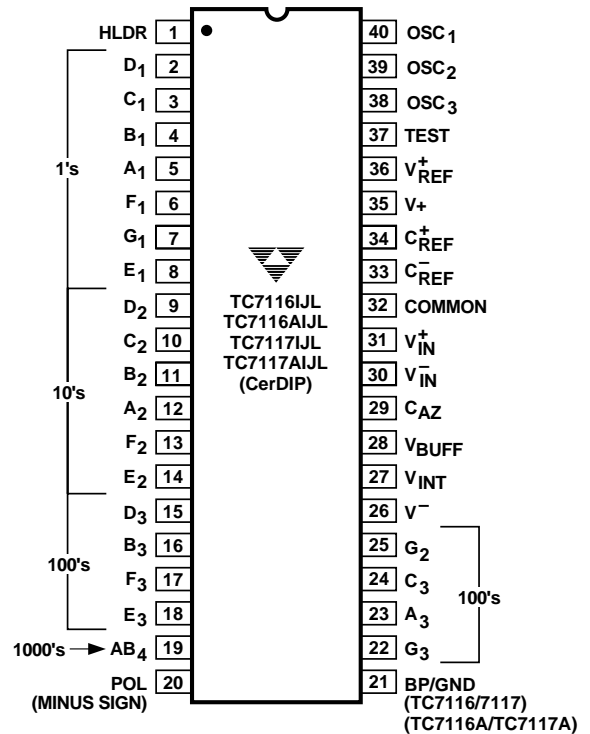 HLDR 1 40 OSC1
D1 2 39 OSC2
C1 3 38 OSC3
B1 4 37 TEST
1's A1 5 36 V+REF
F1 6 35 V+
G1 7 34 C+REF
E1 8 33 C–REF
D2 9 32 COMMON
C2 10 31 V+IN
B2 11 30 V–IN
10's A2 12 29 CAZ
F2 13 28 VBUFF
E2 14 27 VINT
D3 15 26 V–
B3 16 25 G2
100's F3 17 24 C3 100's
E3 18 23 A3
1000's AB4 19 22 G3
POL 20 21 BP/GND
(MINUS SIGN) (TC7116/7117)
(TC7116A/TC7117A)
TC7116IJL
TC7116AIJL
TC7117IJL
TC7117AIJL
(CerDIP)